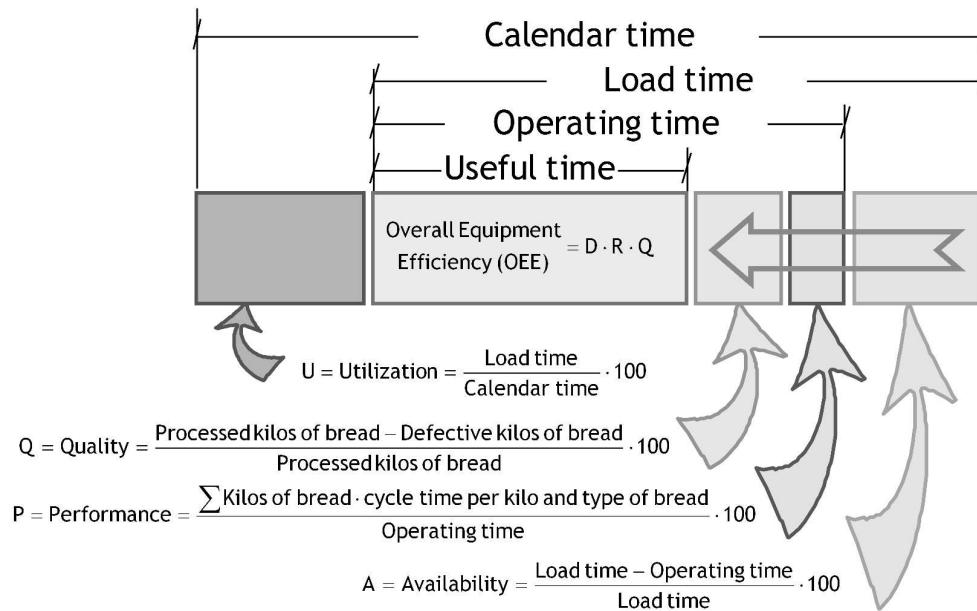 Calendar time
Load time
Operating time
Useful time
Overall Equipment
Efficiency (OEE) = D · R · Q
U = Utilization = Load time / Calendar time · 100
Q = Quality = Processed kilos of bread – Defective kilos of bread / Processed kilos of bread · 100
P = Performance = ∑ Kilos of bread · cycle time per kilo and type of bread / Operating time · 100
A = Availability = Load time – Operating time / Load time · 100